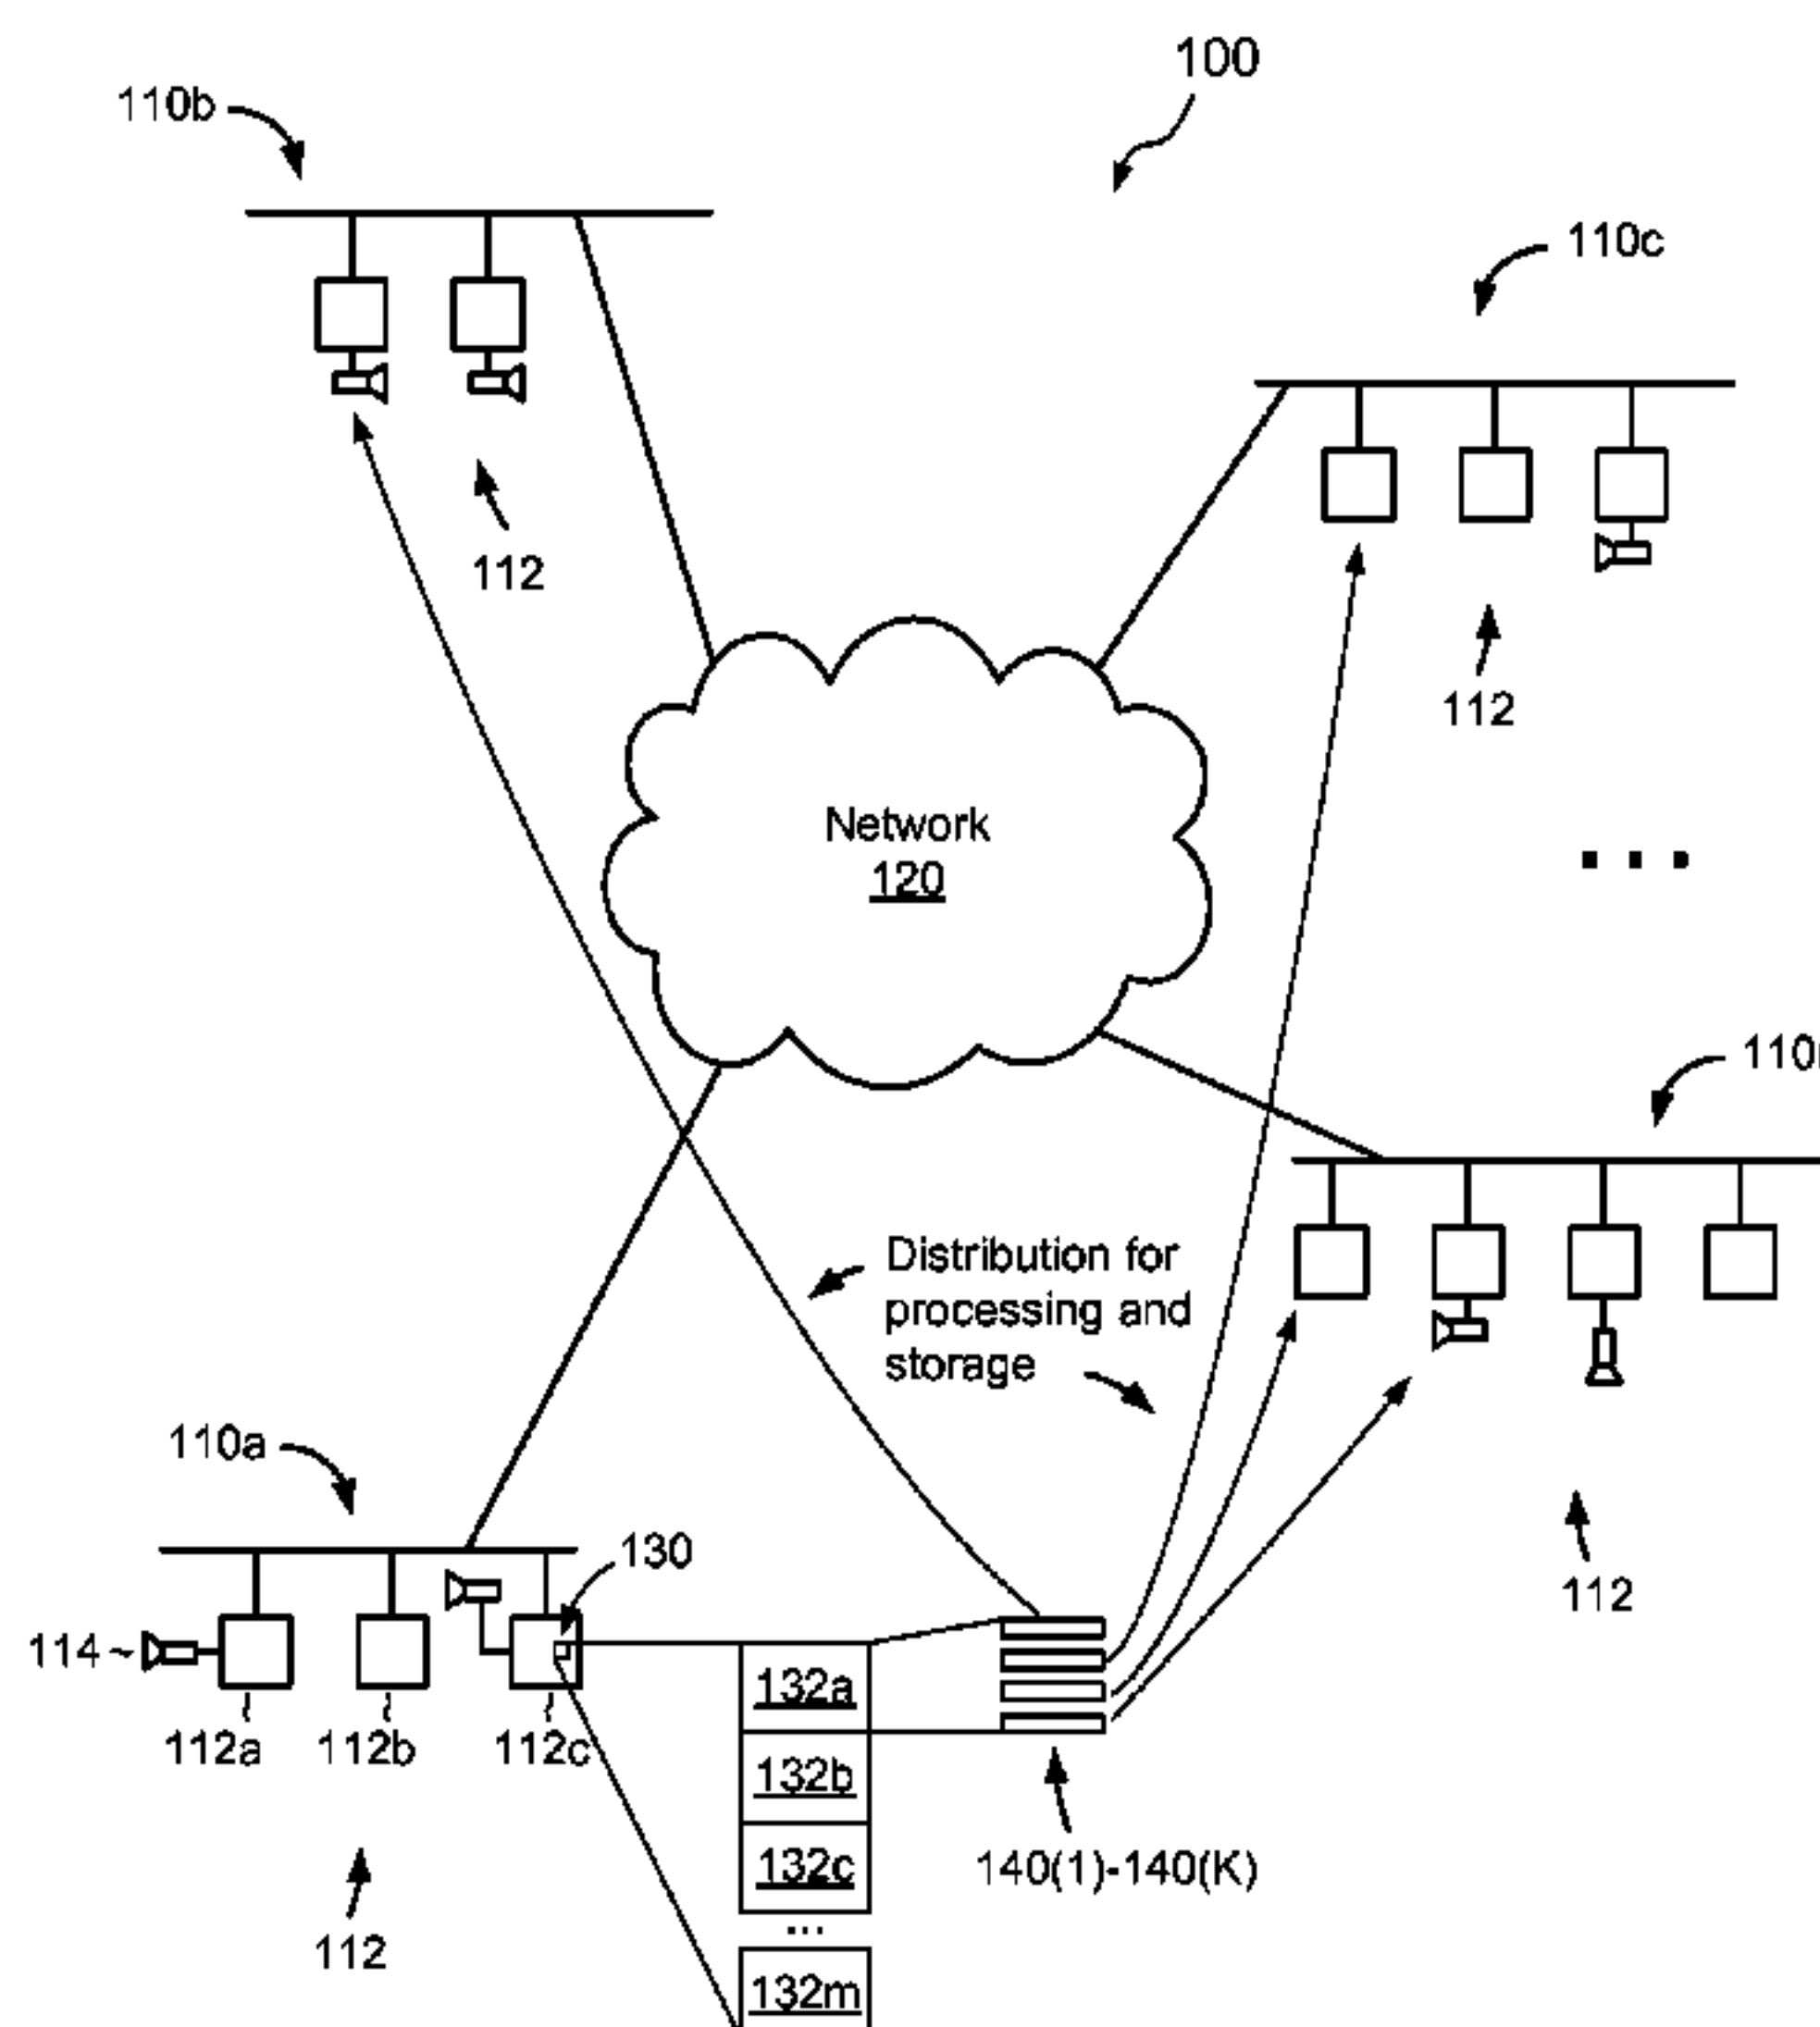 100
110b
110c
112
112
Network
120
. . .
110
Distribution for
processing and
storage
110a
130
112
114
132a
112a
112b
112c
132b
132c
140(1)-140(K)
...
112
132m